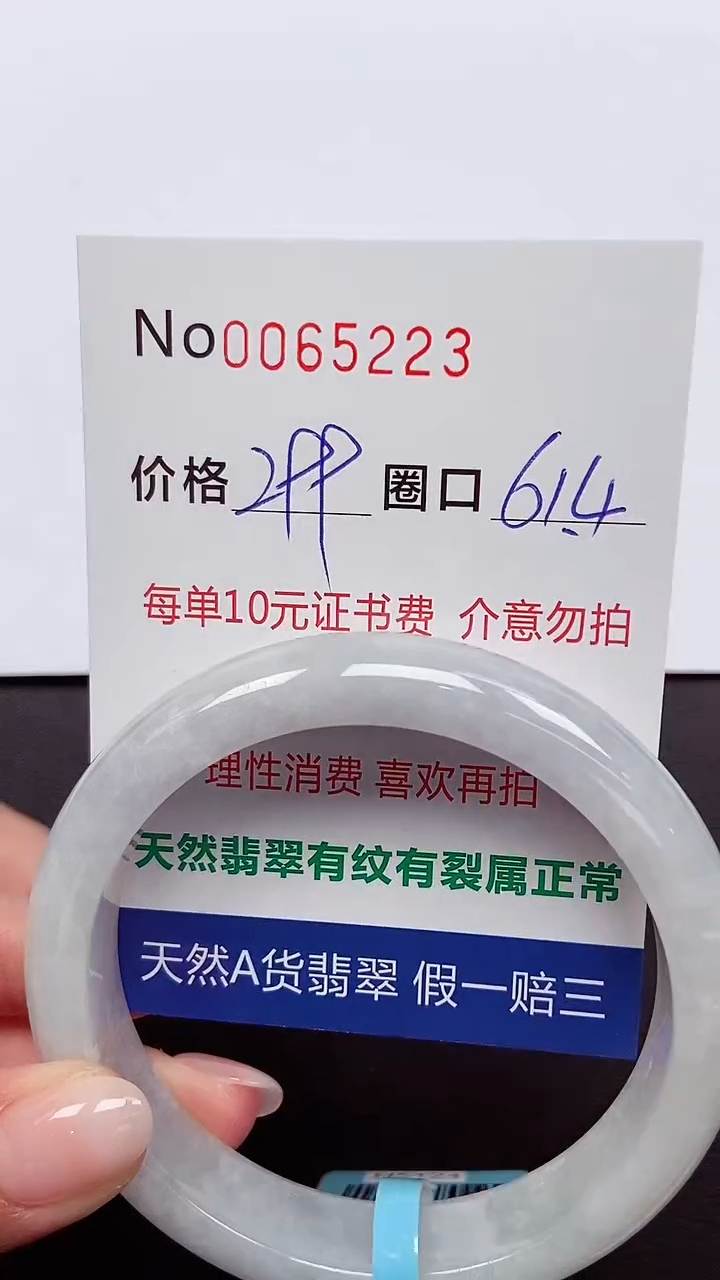 No0065223
价格 299 圈口 61.4
每单10元证书费 介意勿拍
理性消费 喜欢再拍
天然翡翠有纹有裂属正常
天然A货翡翠 假一赔三